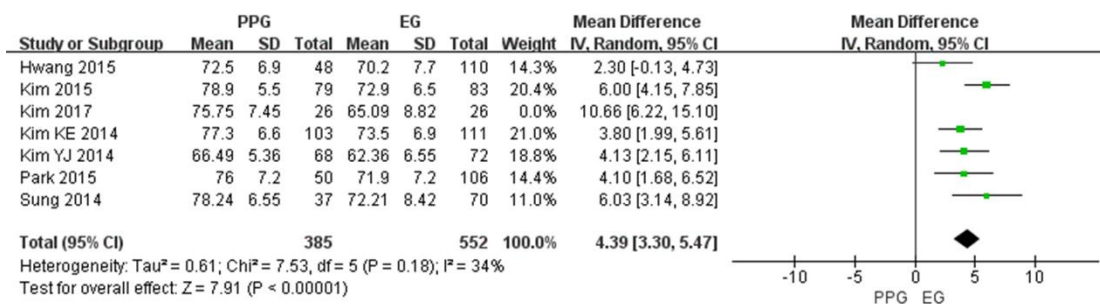 PPG EG Mean Difference Mean Difference
Study or Subgroup Mean SD Total Mean SD Total Weight IV, Random, 95% CI IV, Random, 95% CI
Hwang 2015 72.5 6.9 48 70.2 7.7 110 14.3% 2.30 [-0.13, 4.73]
Kim 2015 78.9 5.5 79 72.9 6.5 83 20.4% 6.00 [4.15, 7.85]
Kim 2017 75.75 7.45 26 65.09 8.82 26 0.0% 10.66 [6.22, 15.10]
Kim KE 2014 77.3 6.6 103 73.5 6.9 111 21.0% 3.80 [1.99, 5.61]
Kim YJ 2014 66.49 5.36 68 62.36 6.55 72 18.8% 4.13 [2.15, 6.11]
Park 2015 76 7.2 50 71.9 7.2 106 14.4% 4.10 [1.68, 6.52]
Sung 2014 78.24 6.55 37 72.21 8.42 70 11.0% 6.03 [3.14, 8.92]
Total (95% CI) 385 552 100.0% 4.39 [3.30, 5.47]
Heterogeneity: Tau² = 0.61; Chi² = 7.53, df = 5 (P = 0.18); I² = 34%
Test for overall effect: Z = 7.91 (P < 0.00001)
-10 -5 0 5 10
PPG EG